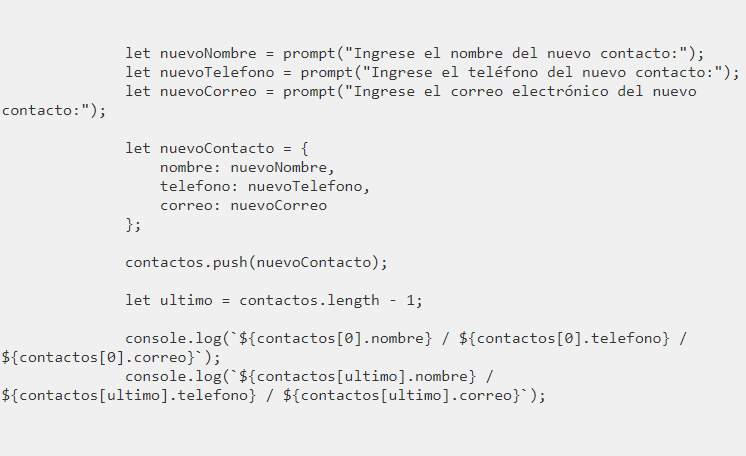 let nuevoNombre = prompt("Ingrese el nombre del nuevo contacto:");
let nuevoTelefono = prompt("Ingrese el teléfono del nuevo contacto:");
let nuevoCorreo = prompt("Ingrese el correo electrónico del nuevo
contacto:");
let nuevoContacto = {
nombre: nuevoNombre,
telefono: nuevoTelefono,
correo: nuevoCorreo
};
contactos.push(nuevoContacto);
let ultimo = contactos.length - 1;
console.log(`${contactos[0].nombre} / ${contactos[0].telefono} /
${contactos[0].correo}`);
console.log(`${contactos[ultimo].nombre} /
${contactos[ultimo].telefono} / ${contactos[ultimo].correo}`);